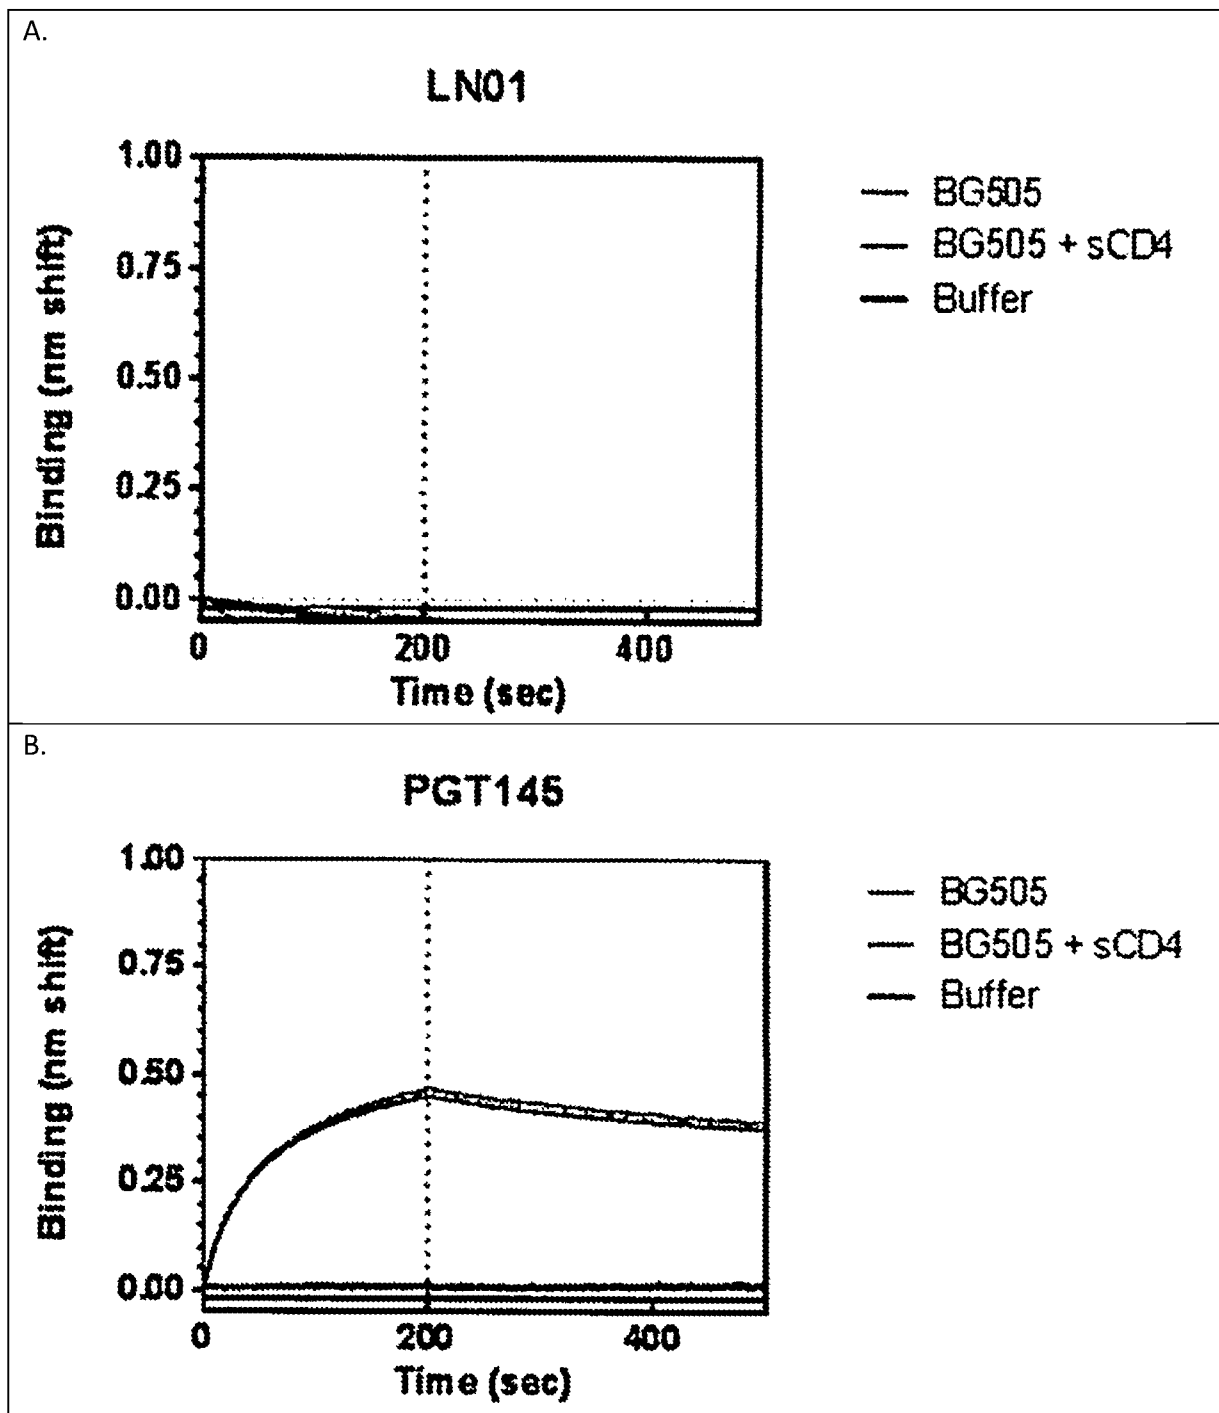 A.
LN01
1.00
0.75
0.50
0.25
0.00
Binding (nm shift)
0 200 400
Time (sec)
BG505
BG505 + sCD4
Buffer
B.
PGT145
1.00
0.75
0.50
0.25
0.00
Binding (nm shift)
0 200 400
Time (sec)
BG505
BG505 + sCD4
Buffer